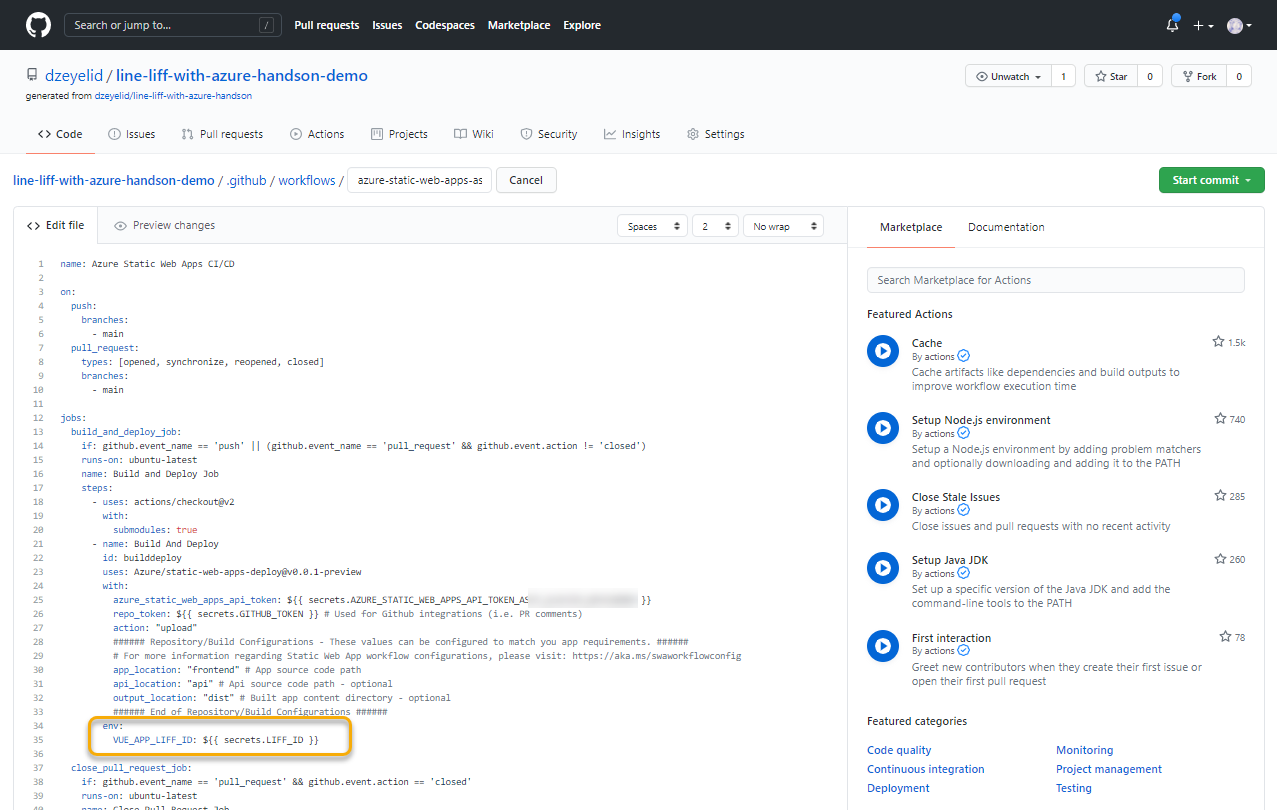 Search or jump to...
/
Pull requests Issues Codespaces Marketplace Explore
dzeyelid / line-liff-with-azure-handson-demo
generated from dzeyelid/line-liff-with-azure-handson
Unwatch 1 Star 0 Fork 0
Code Issues Pull requests Actions Projects Wiki Security Insights Settings
line-liff-with-azure-handson-demo / .github / workflows / azure-static-web-apps-as Cancel
Start commit
Edit file Preview changes
Spaces 2 No wrap
1 name: Azure Static Web Apps CI/CD
2
3 on:
4 push:
5 branches:
6 - main
7 pull_request:
8 types: [opened, synchronize, reopened, closed]
9 branches:
10 - main
11
12 jobs:
13 build_and_deploy_job:
14 if: github.event_name == 'push' || (github.event_name == 'pull_request' && github.event.action != 'closed')
15 runs-on: ubuntu-latest
16 name: Build and Deploy Job
17 steps:
18 - uses: actions/checkout@v2
19 with:
20 submodules: true
21 - name: Build And Deploy
22 id: builddeploy
23 uses: Azure/static-web-apps-deploy@v0.0.1-preview
24 with:
25 azure_static_web_apps_api_token: ${{ secrets.AZURE_STATIC_WEB_APPS_API_TOKEN_AS }}
26 repo_token: ${{ secrets.GITHUB_TOKEN }} # Used for Github integrations (i.e. PR comments)
27 action: "upload"
28 ###### Repository/Build Configurations - These values can be configured to match you app requirements. ######
29 # For more information regarding Static Web App workflow configurations, please visit: https://aka.ms/swaworkflowconfig
30 app_location: "frontend" # App source code path
31 api_location: "api" # Api source code path - optional
32 output_location: "dist" # Built app content directory - optional
33 ###### End of Repository/Build Configurations ######
34 env:
35 VUE_APP_LIFF_ID: ${{ secrets.LIFF_ID }}
36
37 close_pull_request_job:
38 if: github.event_name == 'pull_request' && github.event.action == 'closed'
39 runs-on: ubuntu-latest
40 name: Close Pull Request Job
Marketplace Documentation
Search Marketplace for Actions
Featured Actions
Cache 1.5k
By actions
Cache artifacts like dependencies and build outputs to
improve workflow execution time
Setup Node.js environment 740
By actions
Setup a Node.js environment by adding problem matchers
and optionally downloading and adding it to the PATH
Close Stale Issues 285
By actions
Close issues and pull requests with no recent activity
Setup Java JDK 260
By actions
Set up a specific version of the Java JDK and add the
command-line tools to the PATH
First interaction 78
By actions
Greet new contributors when they create their first issue or
open their first pull request
Featured categories
Code quality Monitoring
Continuous integration Project management
Deployment Testing